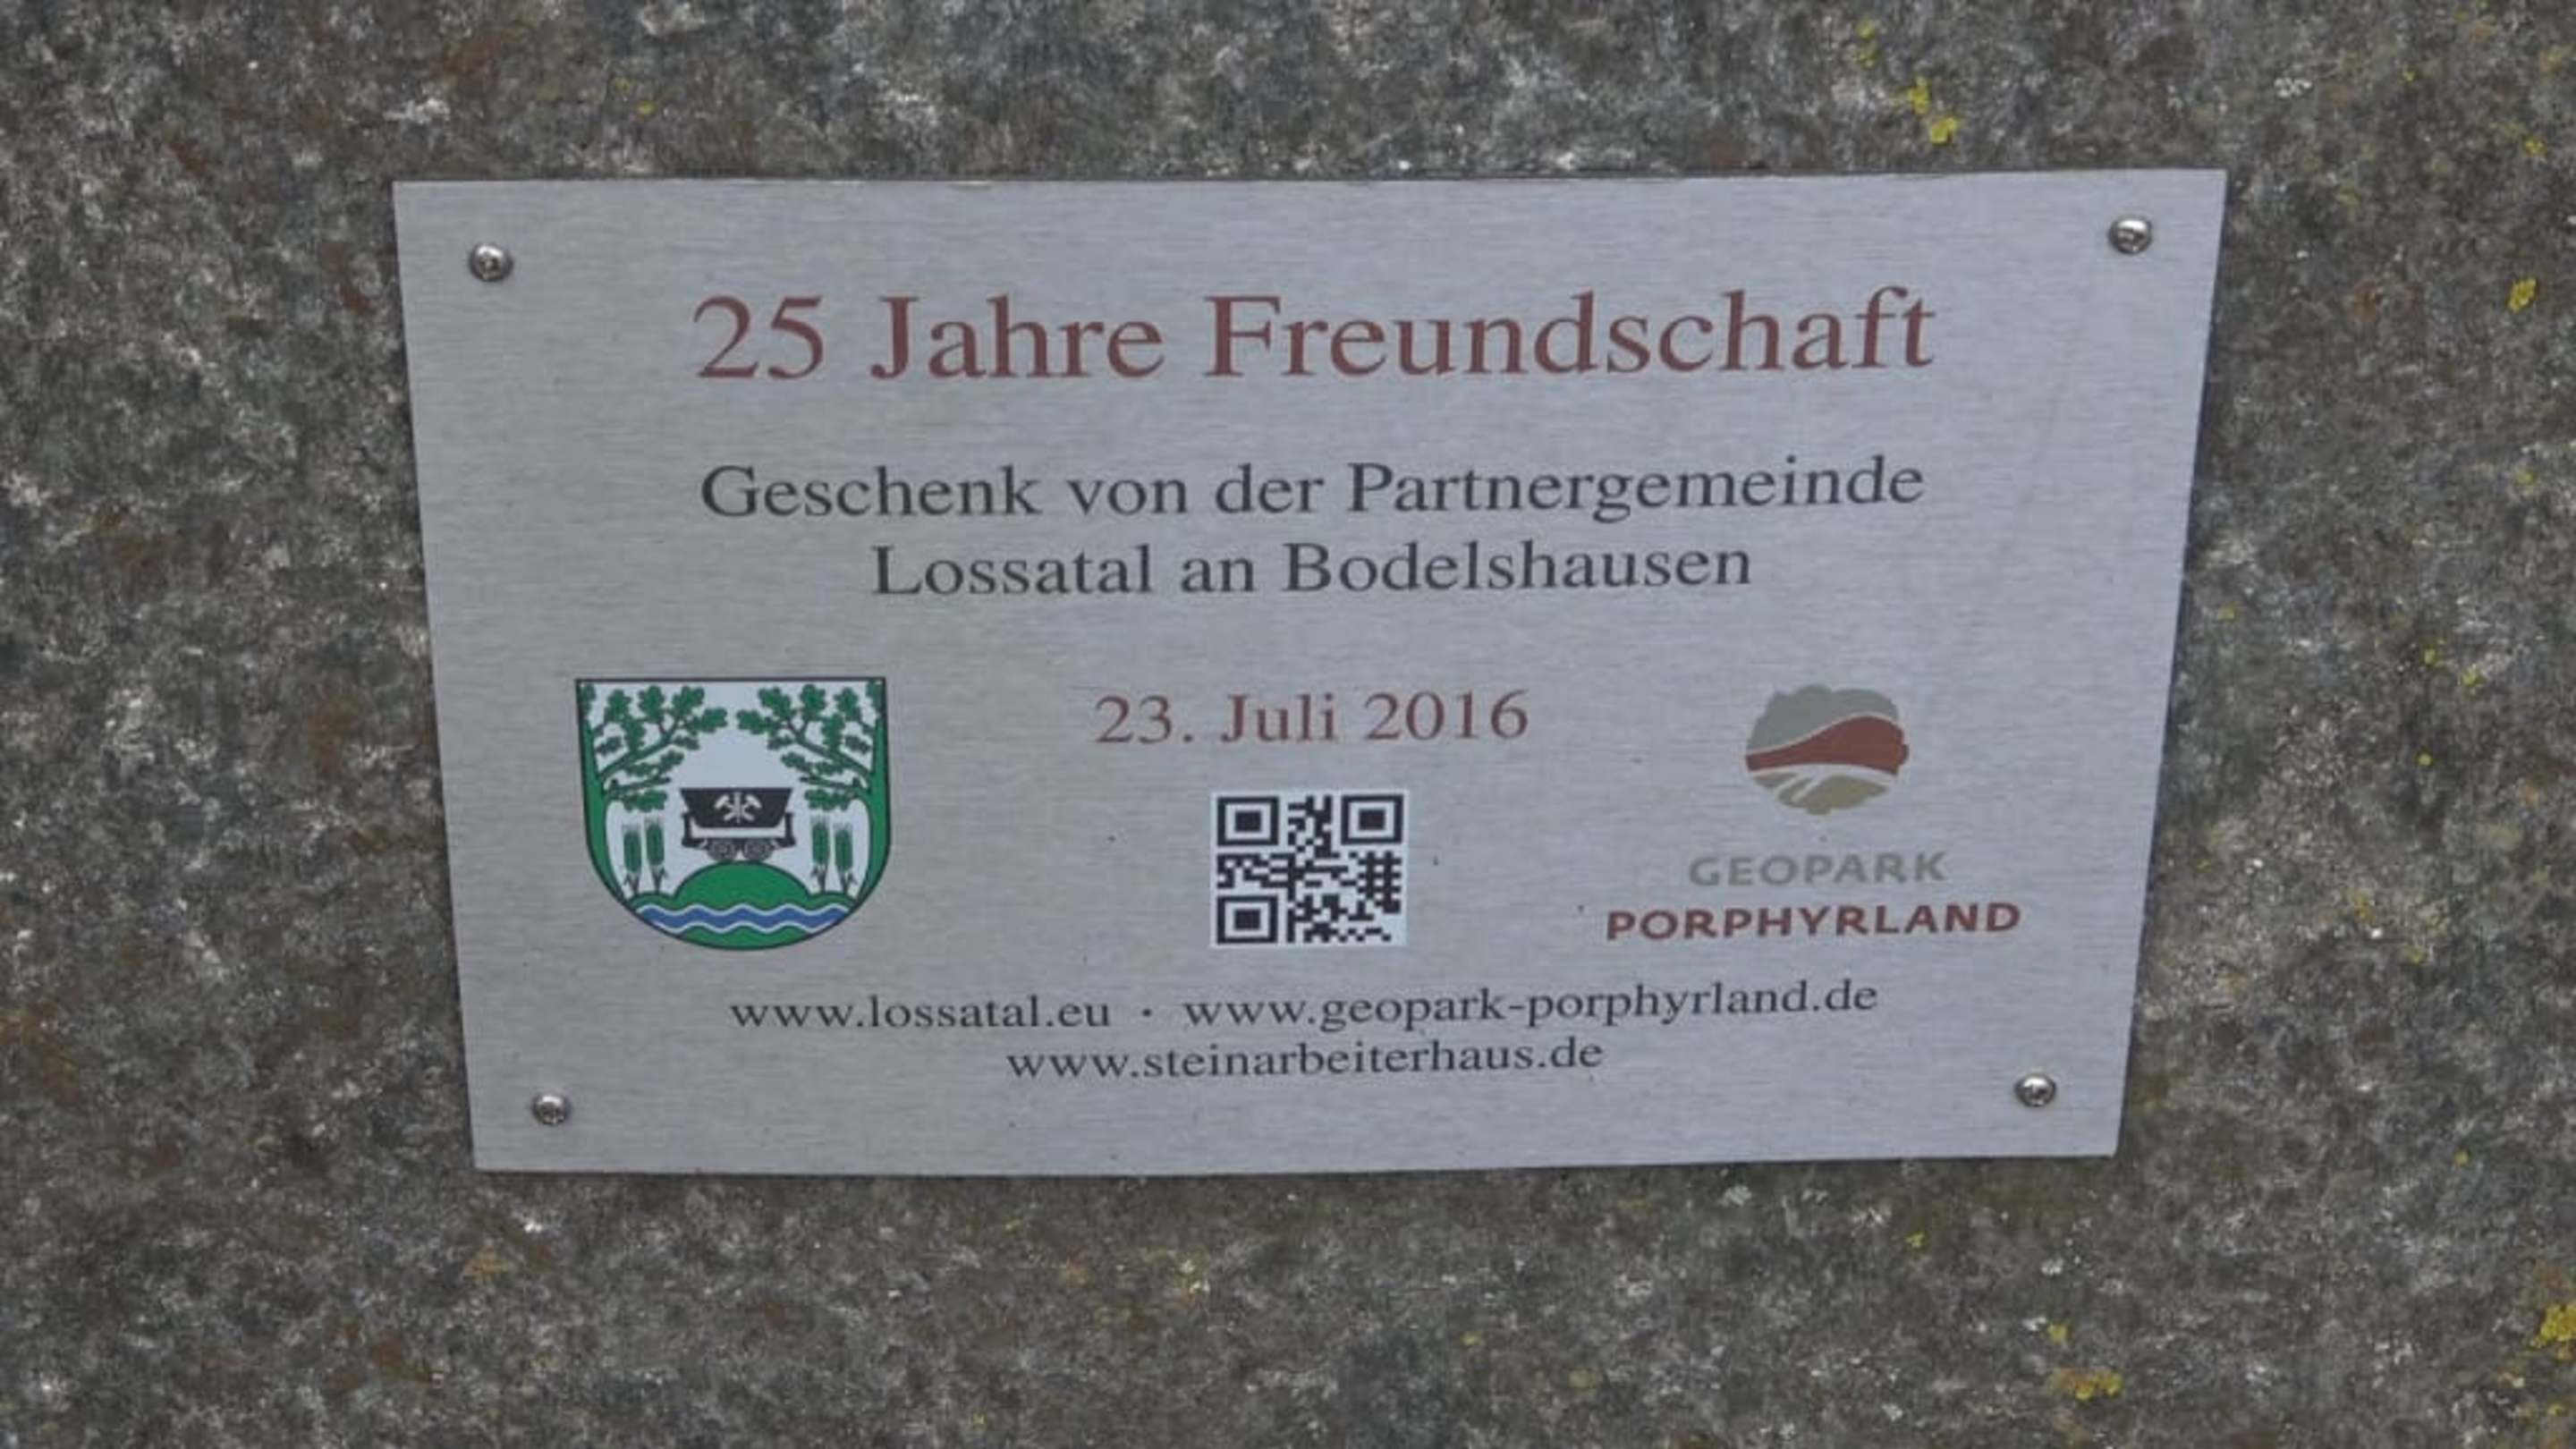 25 Jahre Freundschaft
Geschenk von der Partnergemeinde
Lossatal an Bodelshausen
23. Juli 2016
GEOPARK
PORPHYRLAND
www.lossatal.eu · www.geopark-porphyrland.de
www.steinarbeiterhaus.de